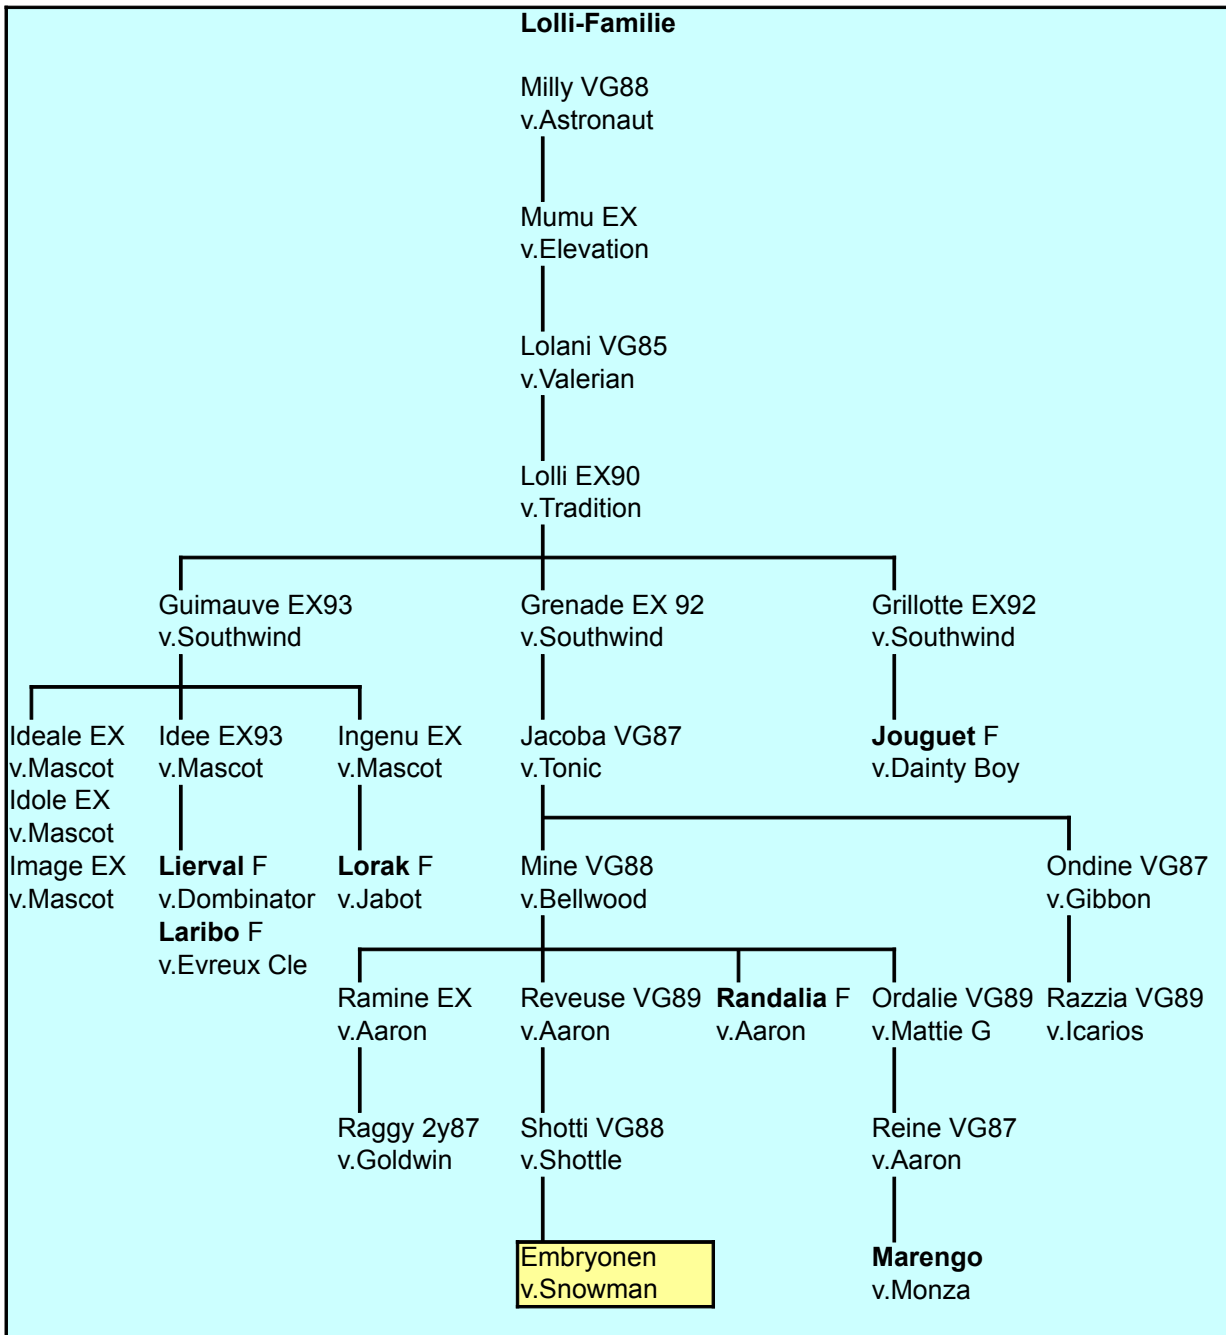 Lolli-Familie
Milly VG88
v.Astronaut
Mumu EX
v.Elevation
Lolani VG85
v.Valerian
Lolli EX90
v.Tradition
Guimauve EX93
v.Southwind
Grenade EX 92
v.Southwind
Grillotte EX92
v.Southwind
Ideale EX
v.Mascot
Idole EX
v.Mascot
Image EX
v.Mascot
Idee EX93
v.Mascot
Lierval F
v.Dombinator
Laribo F
v.Evreux Cle
Ingenu EX
v.Mascot
Lorak F
v.Jabot
Jacoba VG87
v.Tonic
Jouguet F
v.Dainty Boy
Mine VG88
v.Bellwood
Ondine VG87
v.Gibbon
Ramine EX
v.Aaron
Reveuse VG89
v.Aaron
Randalia F
v.Aaron
Ordalie VG89
v.Mattie G
Razzia VG89
v.Icarios
Raggy 2y87
v.Goldwin
Shotti VG88
v.Shottle
Reine VG87
v.Aaron
Embryonen
v.Snowman
Marengo
v.Monza